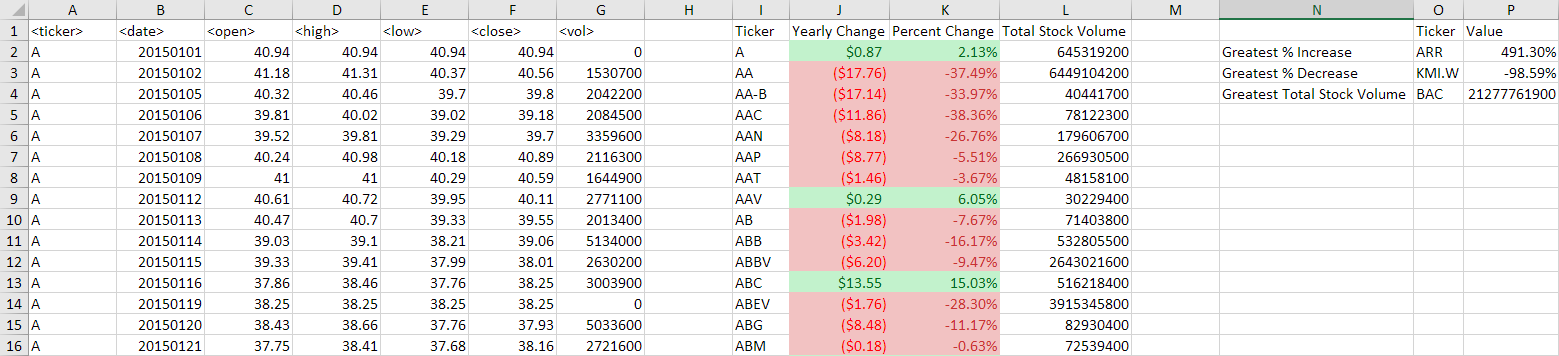 A B C D E F G H I J K L M N O P
1 <ticker> <date> <open> <high> <low> <close> <vol> Ticker Yearly Change Percent Change Total Stock Volume Ticker Value
2 A 20150101 40.94 40.94 40.94 40.94 0 A $0.87 2.13% 645319200 Greatest % Increase ARR 491.30%
3 A 20150102 41.18 41.31 40.37 40.56 1530700 AA ($17.76) -37.49% 6449104200 Greatest % Decrease KMI.W -98.59%
4 A 20150105 40.32 40.46 39.7 39.8 2042200 AA-B ($17.14) -33.97% 40441700 Greatest Total Stock Volume BAC 21277761900
5 A 20150106 39.81 40.02 39.02 39.18 2084500 AAC ($11.86) -38.36% 78122300
6 A 20150107 39.52 39.81 39.29 39.7 3359600 AAN ($8.18) -26.76% 179606700
7 A 20150108 40.24 40.98 40.18 40.89 2116300 AAP ($8.77) -5.51% 266930500
8 A 20150109 41 41 40.29 40.59 1644900 AAT ($1.46) -3.67% 48158100
9 A 20150112 40.61 40.72 39.95 40.11 2771100 AAV $0.29 6.05% 30229400
10 A 20150113 40.47 40.7 39.33 39.55 2013400 AB ($1.98) -7.67% 71403800
11 A 20150114 39.03 39.1 38.21 39.06 5134000 ABB ($3.42) -16.17% 532805500
12 A 20150115 39.33 39.41 37.99 38.01 2630200 ABBV ($6.20) -9.47% 2643021600
13 A 20150116 37.86 38.46 37.76 38.25 3003900 ABC $13.55 15.03% 516218400
14 A 20150119 38.25 38.25 38.25 38.25 0 ABEV ($1.76) -28.30% 3915345800
15 A 20150120 38.43 38.66 37.76 37.93 5033600 ABG ($8.48) -11.17% 82930400
16 A 20150121 37.75 38.41 37.68 38.16 2721600 ABM ($0.18) -0.63% 72539400